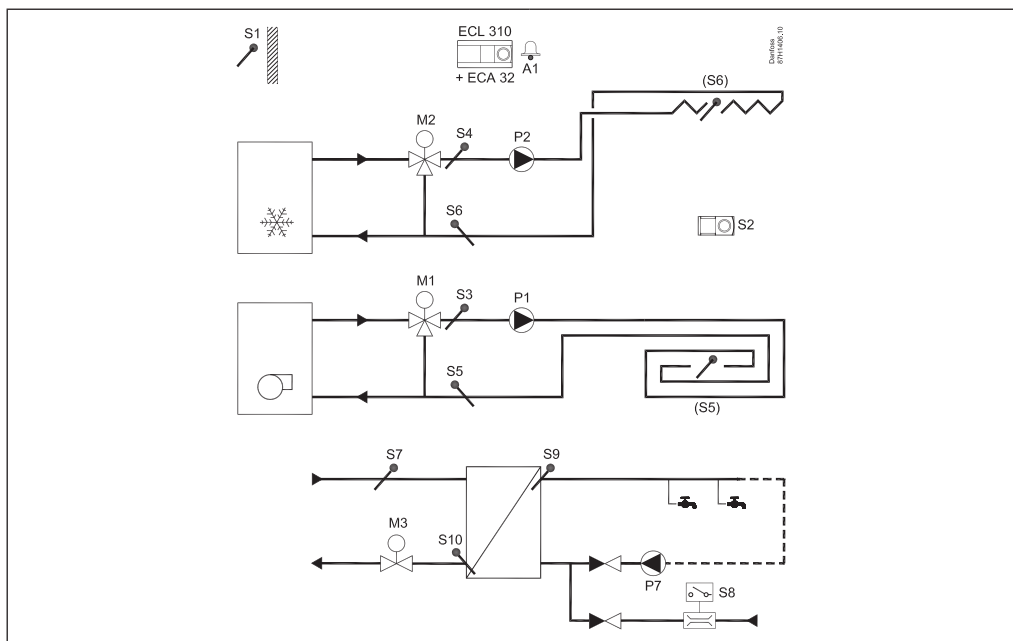 S1
ECL 310
A1
+ ECA 32
Danfoss
87H1406.10
(S6)
M2
S4
P2
S6
S2
M1
S3
P1
S5
(S5)
S7
S9
M3
S10
P7
S8